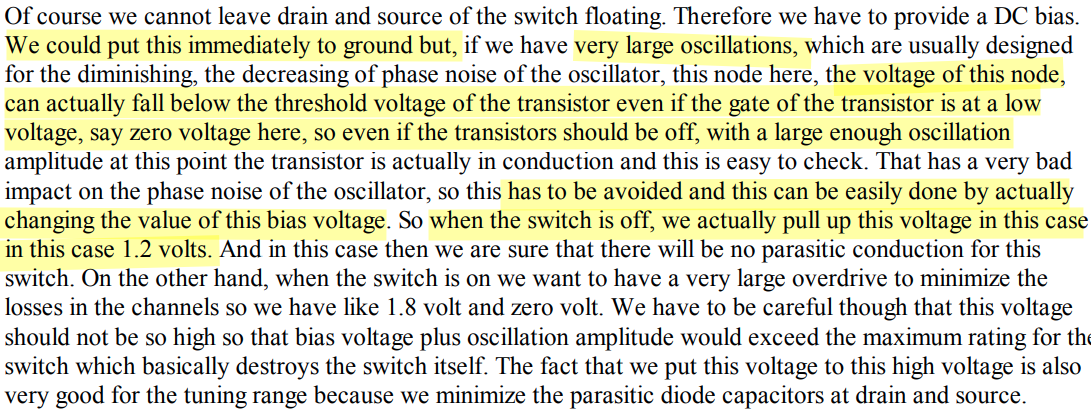 Of course we cannot leave drain and source of the switch floating. Therefore we have to provide a DC bias.
We could put this immediately to ground but, if we have very large oscillations, which are usually designed
for the diminishing, the decreasing of phase noise of the oscillator, this node here, the voltage of this node,
can actually fall below the threshold voltage of the transistor even if the gate of the transistor is at a low
voltage, say zero voltage here, so even if the transistors should be off, with a large enough oscillation
amplitude at this point the transistor is actually in conduction and this is easy to check. That has a very bad
impact on the phase noise of the oscillator, so this has to be avoided and this can be easily done by actually
changing the value of this bias voltage. So when the switch is off, we actually pull up this voltage in this case
in this case 1.2 volts. And in this case then we are sure that there will be no parasitic conduction for this
switch. On the other hand, when the switch is on we want to have a very large overdrive to minimize the
losses in the channels so we have like 1.8 volt and zero volt. We have to be careful though that this voltage
should not be so high so that bias voltage plus oscillation amplitude would exceed the maximum rating for the
switch which basically destroys the switch itself. The fact that we put this voltage to this high voltage is also
very good for the tuning range because we minimize the parasitic diode capacitors at drain and source.